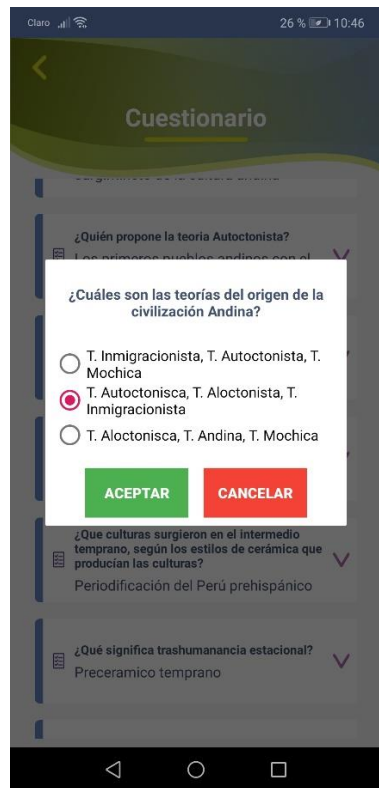 Claro 26 % 10:46
Cuestionario
¿Quién propone la teoria Autoctonista?
Los primeros pueblos andinos con el
¿Cuáles son las teorías del origen de la
civilización Andina?
T. Inmigracionista, T. Autoctonista, T.
Mochica
T. Autoctonisca, T. Aloctonista, T.
Inmigracionista
T. Aloctonisca, T. Andina, T. Mochica
ACEPTAR CANCELAR
¿Que culturas surgieron en el intermedio
temprano, según los estilos de cerámica que
producían las culturas?
Periodificación del Perú prehispánico
¿Qué significa trashumanancia estacional?
Preceramico temprano